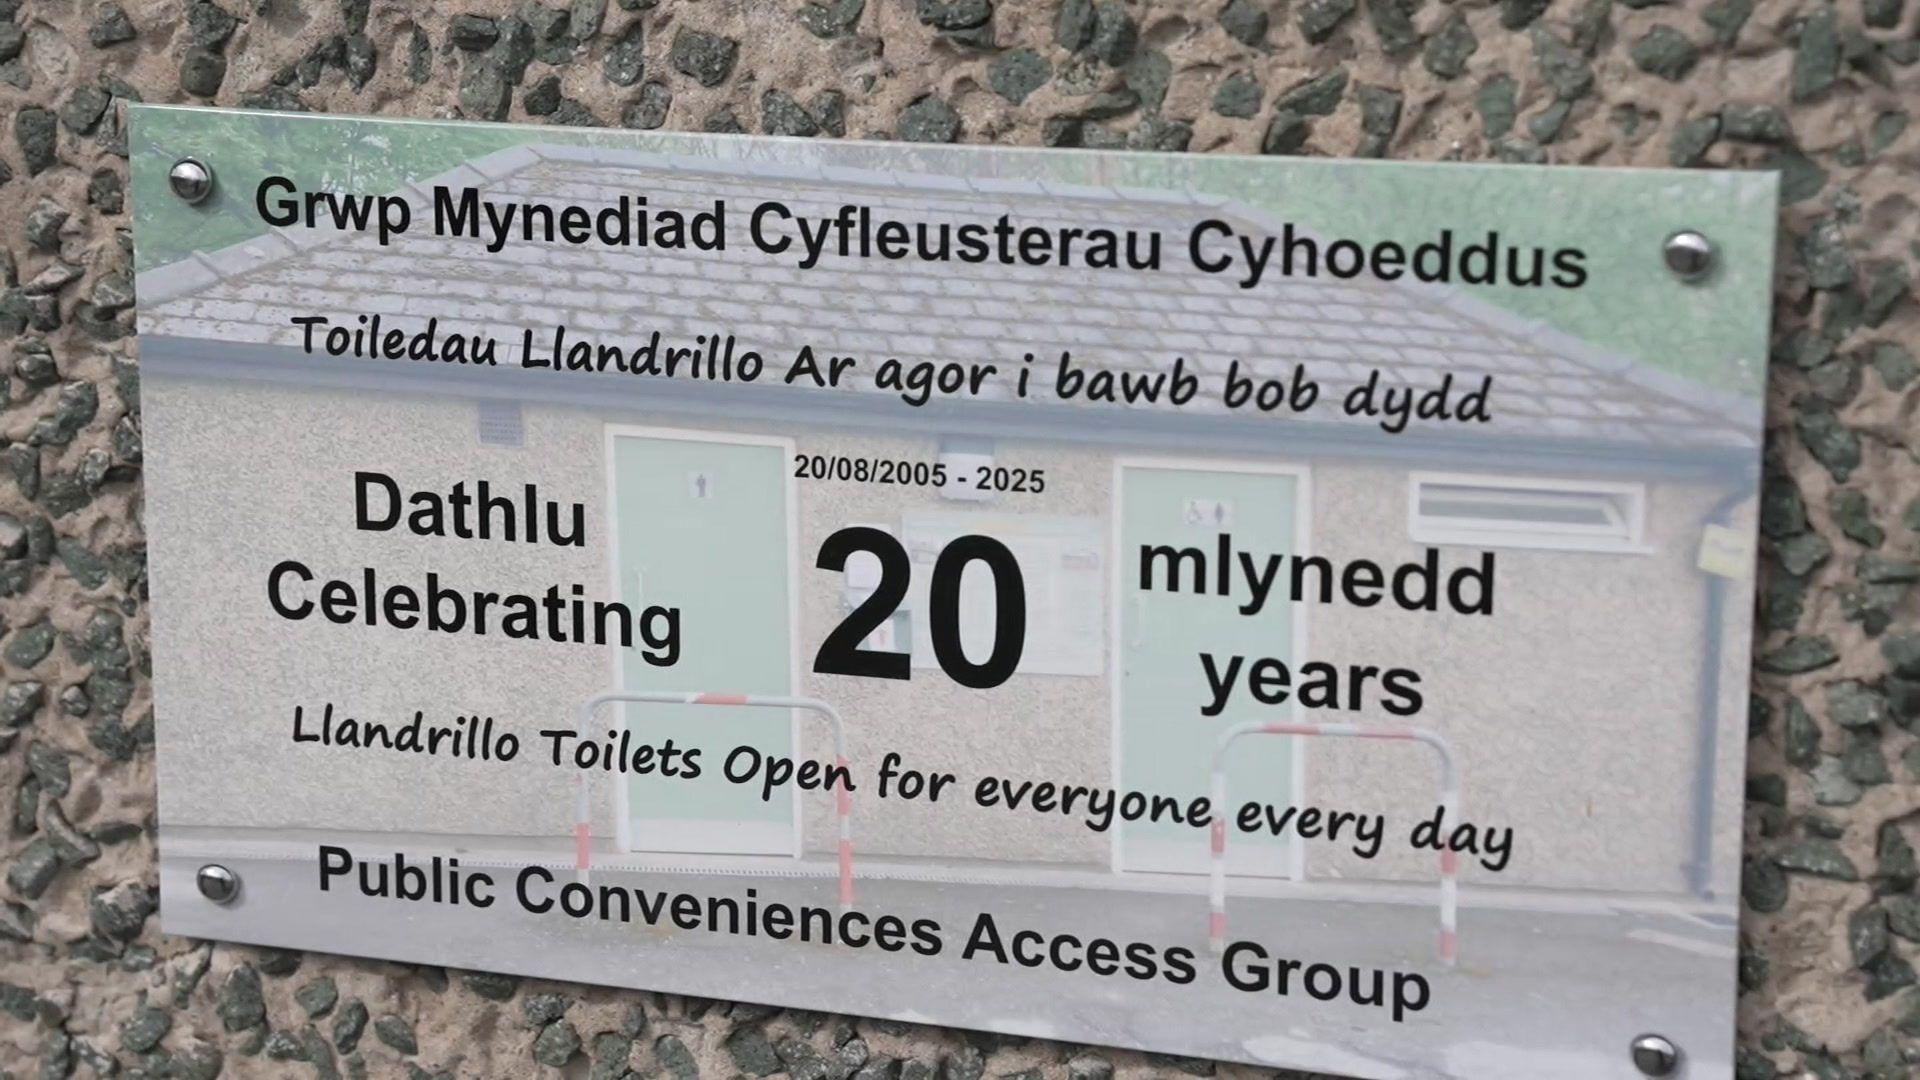 Grwp Mynediad Cyfleusterau Cyhoeddus
Toiledau Llandrillo Ar agor i bawb bob dydd
20/08/2005 - 2025
Dathlu 20 mlynedd
Celebrating years
Llandrillo Toilets Open for everyone every day
Public Conveniences Access Group